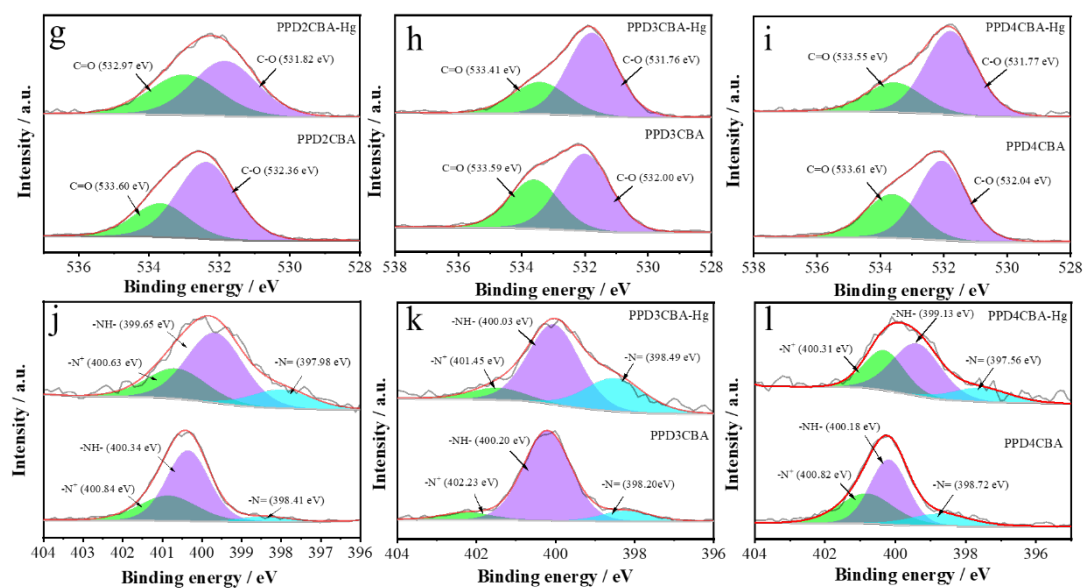 g
PPD2CBA-Hg
C=O (532.97 eV)
C-O (531.82 eV)
PPD2CBA
C=O (533.60 eV)
C-O (532.36 eV)
Intensity / a.u.
536 534 532 530 528
Binding energy / eV
h
PPD3CBA-Hg
C=O (533.41 eV)
C-O (531.76 eV)
PPD3CBA
C=O (533.59 eV)
C-O (532.00 eV)
Intensity / a.u.
538 536 534 532 530 528
Binding energy / eV
i
PPD4CBA-Hg
C=O (533.55 eV)
C-O (531.77 eV)
PPD4CBA
C=O (533.61 eV)
C-O (532.04 eV)
Intensity / a.u.
538 536 534 532 530 528
Binding energy / eV
j
-NH- (399.65 eV)
-N⁺ (400.63 eV)
-N= (397.98 eV)
-NH- (400.34 eV)
-N⁺ (400.84 eV)
-N= (398.41 eV)
Intensity / a.u.
404 403 402 401 400 399 398 397 396
Binding energy / eV
k
PPD3CBA-Hg
-NH- (400.03 eV)
-N⁺ (401.45 eV)
-N= (398.49 eV)
PPD3CBA
-NH- (400.20 eV)
-N⁺ (402.23 eV)
-N= (398.20eV)
Intensity / a.u.
404 402 400 398 396
Binding energy / eV
l
PPD4CBA-Hg
-NH- (399.13 eV)
-N⁺ (400.31 eV)
-N= (397.56 eV)
PPD4CBA
-NH- (400.18 eV)
-N⁺ (400.82 eV)
-N= (398.72 eV)
Intensity / a.u.
404 402 400 398 396
Binding energy / eV